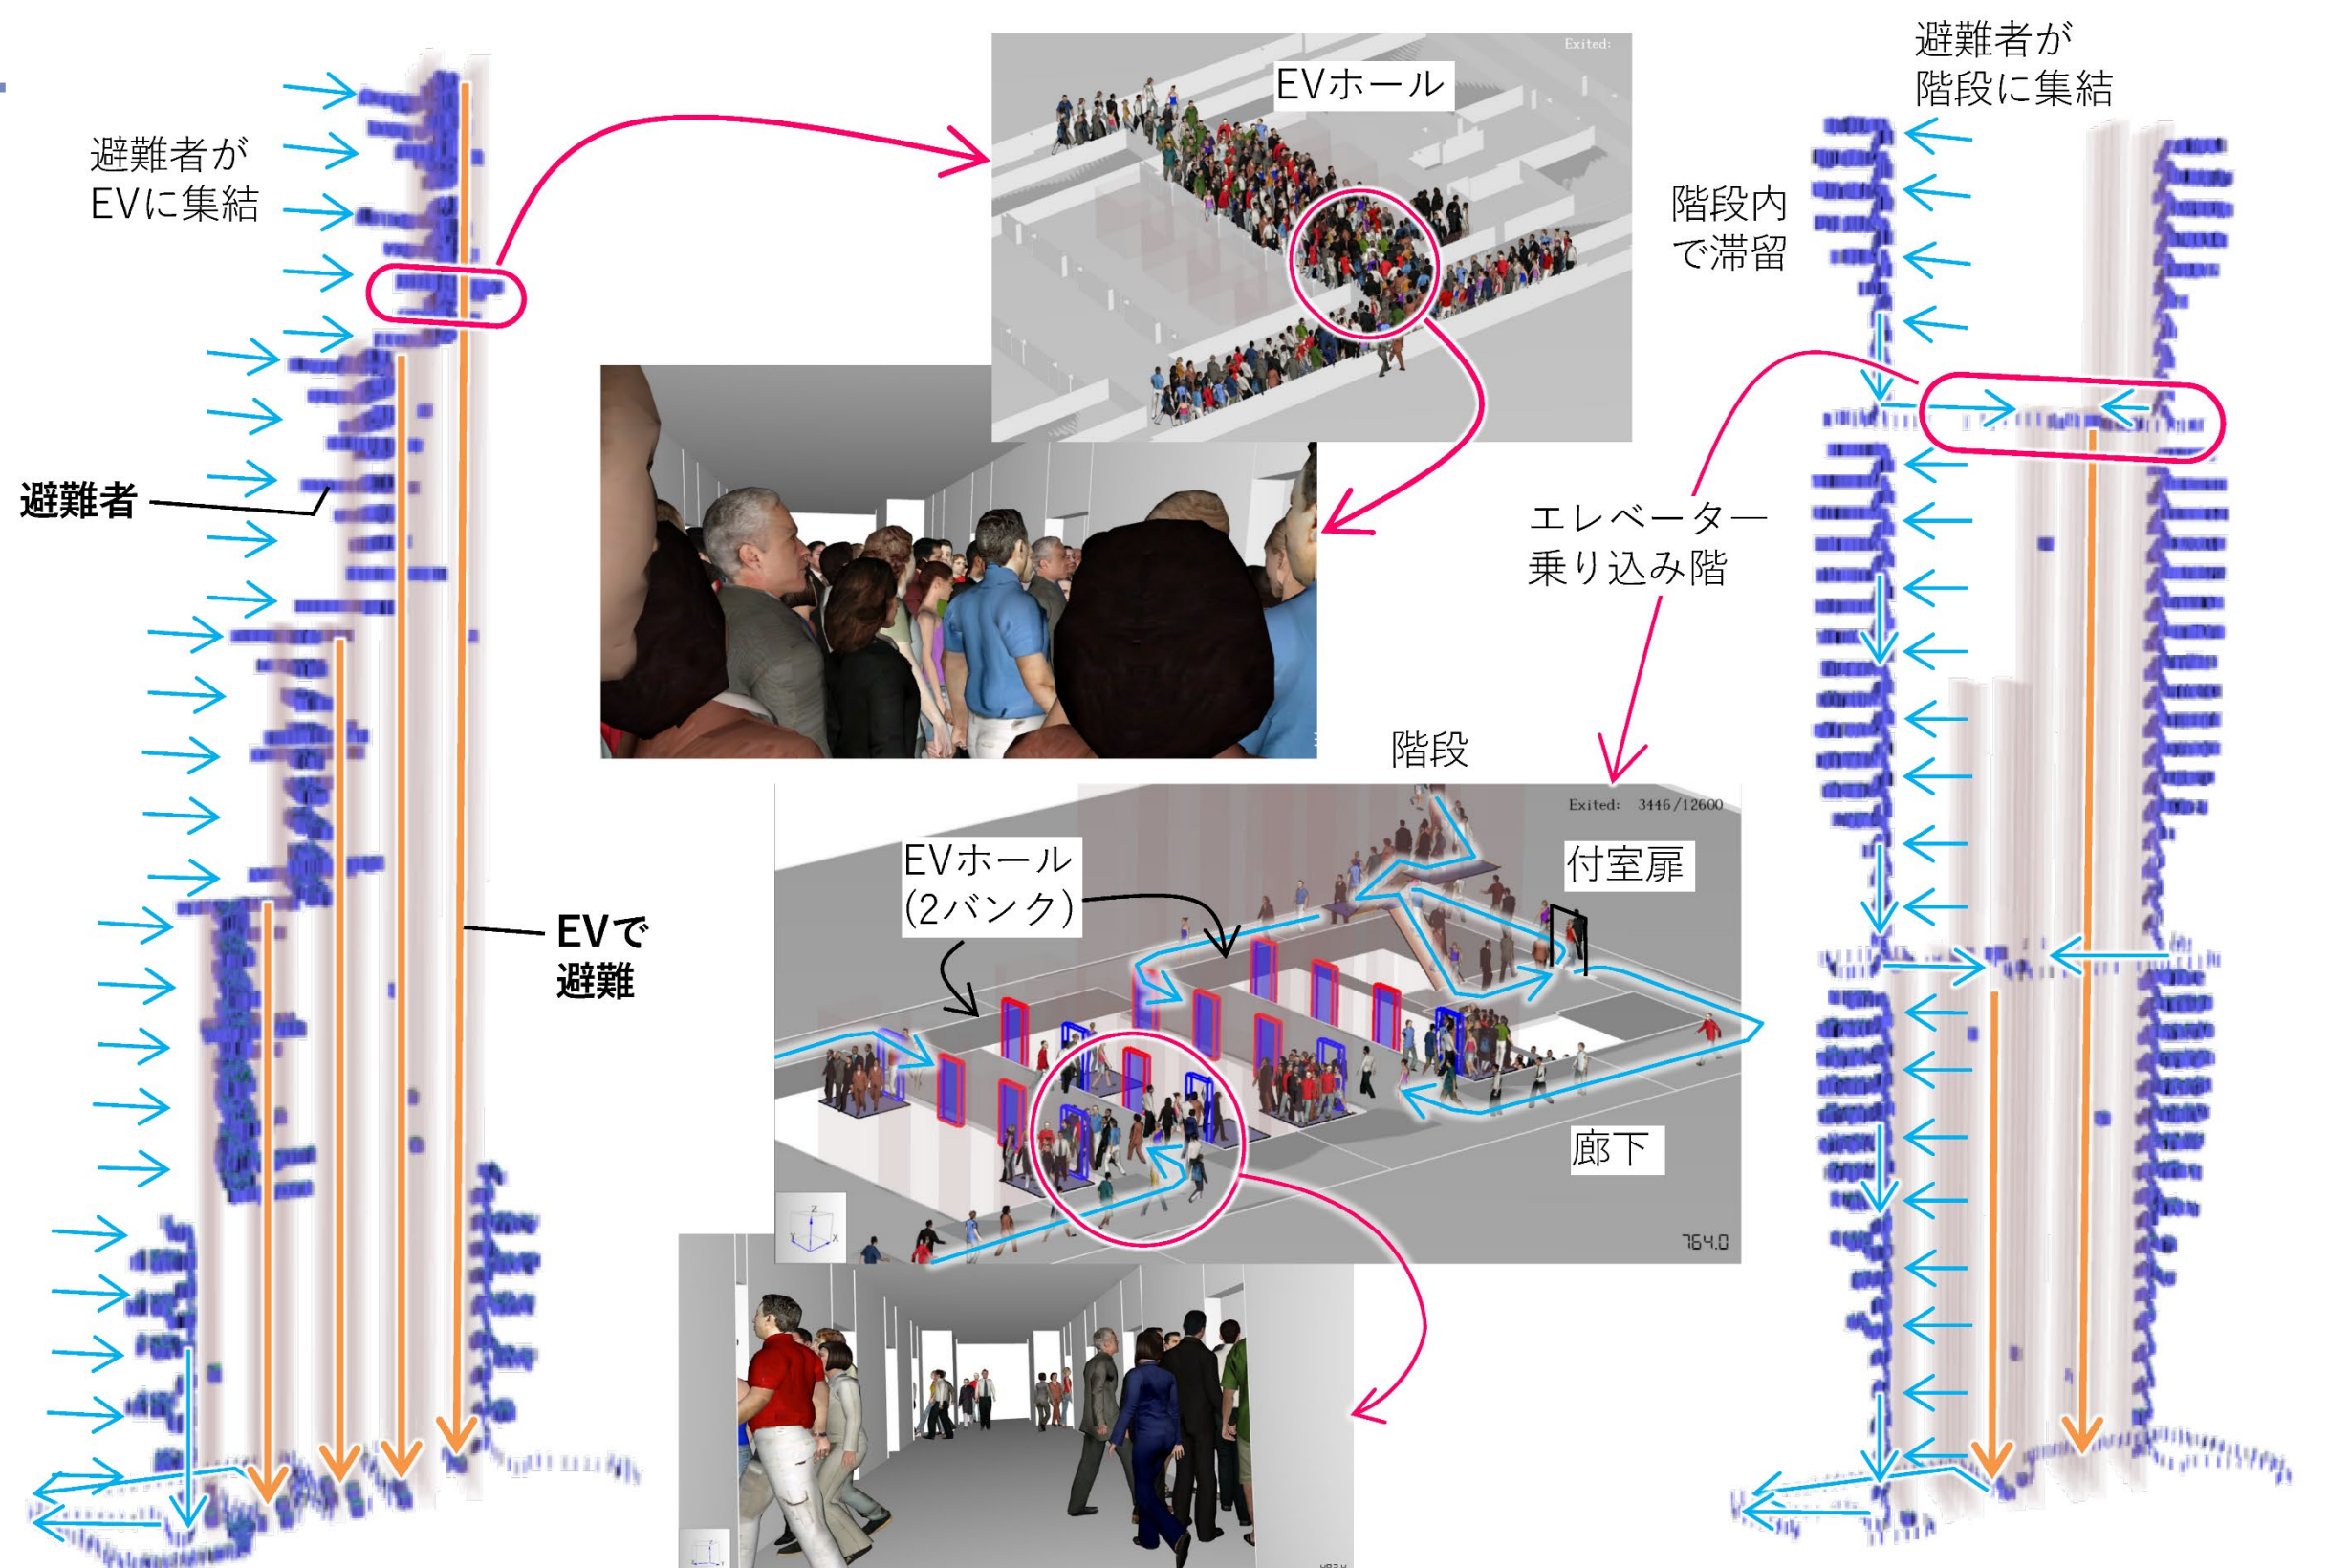 避難者が
EVに集結
避難者
EVで
避難
Exited:
EVホール
避難者が
階段に集結
階段内
で滞留
エレベーター
乗り込み階
階段
Exited: 3446/12600
付室扉
EVホール
(2バンク)
廊下
Z
Y
X
764.0